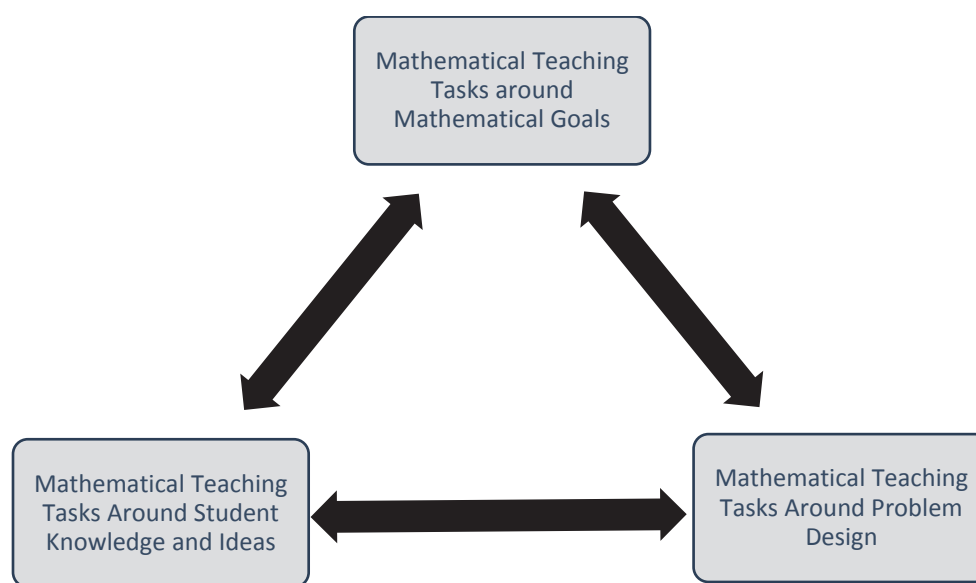 Mathematical Teaching
Tasks around
Mathematical Goals
Mathematical Teaching
Tasks Around Student
Knowledge and Ideas
Mathematical Teaching
Tasks Around Problem
Design